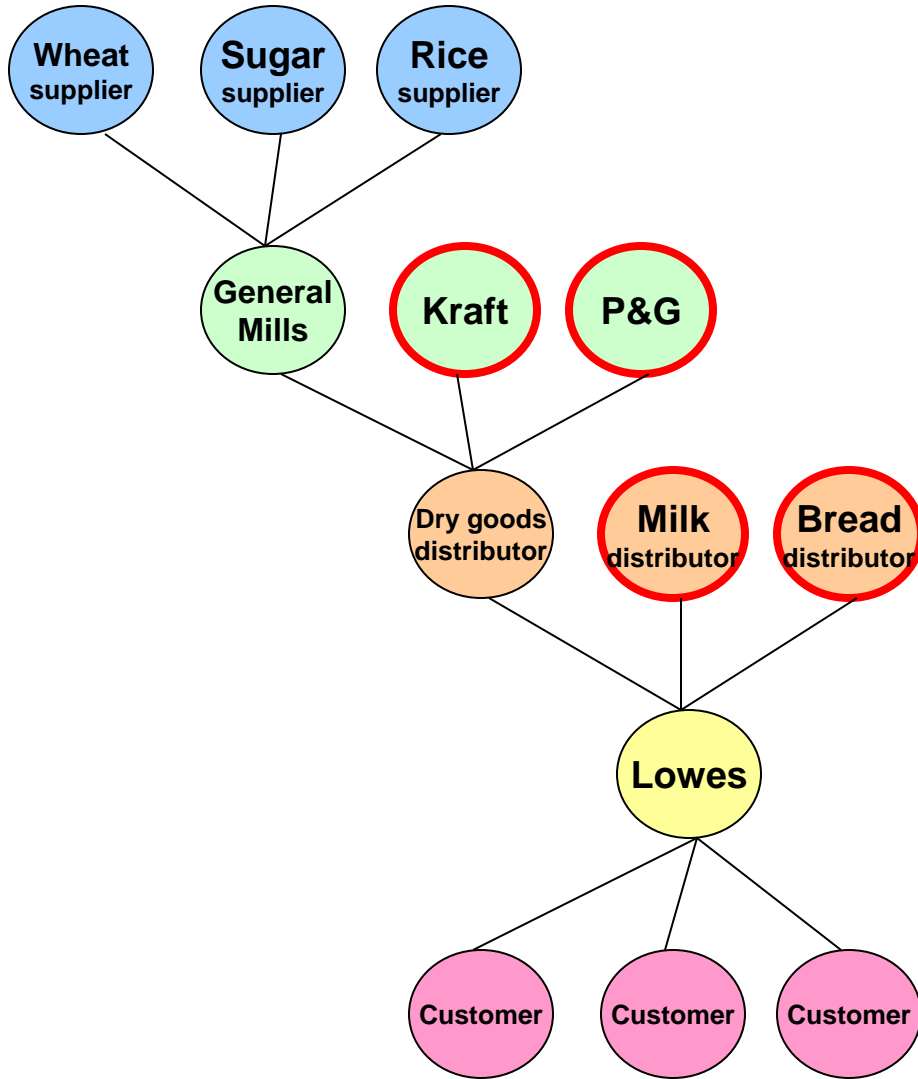 Wheat
supplier
Sugar
supplier
Rice
supplier
General
Mills
Kraft
P&G
Dry goods
distributor
Milk
distributor
Bread
distributor
Lowes
Customer
Customer
Customer